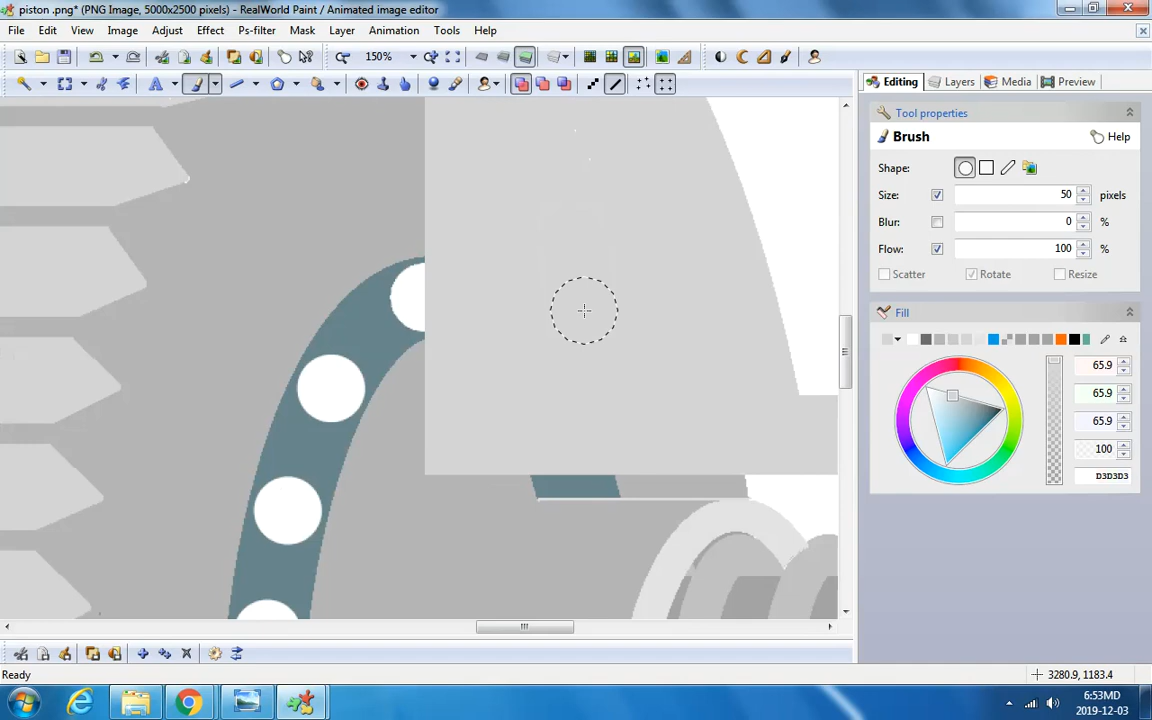 piston .png* (PNG Image, 5000x2500 pixels) - RealWorld Paint / Animated image editor
File Edit View Image Adjust Effect Ps-filter Mask Layer Animation Tools Help
150%
Editing Layers Media Preview
Tool properties
Brush Help
Shape:
Size: 50 pixels
Blur: 0 %
Flow: 100 %
Scatter Rotate Resize
Fill
65.9
65.9
65.9
100
D3D3D3
Ready 3280.9, 1183.4
6:53MD
2019-12-03